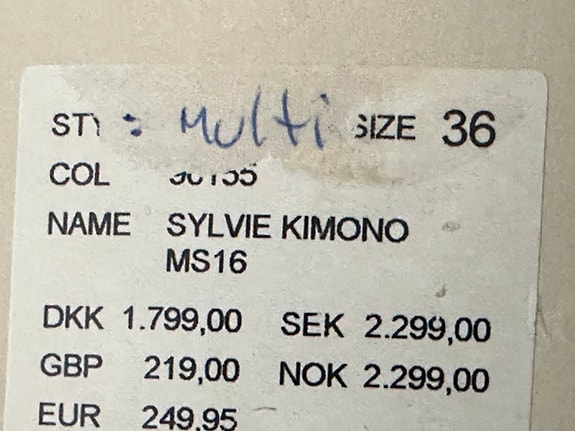 STY : Multi SIZE 36
COL
NAME SYLVIE KIMONO
MS16
DKK 1.799,00 SEK 2.299,00
GBP 219,00 NOK 2.299,00
EUR 249,95